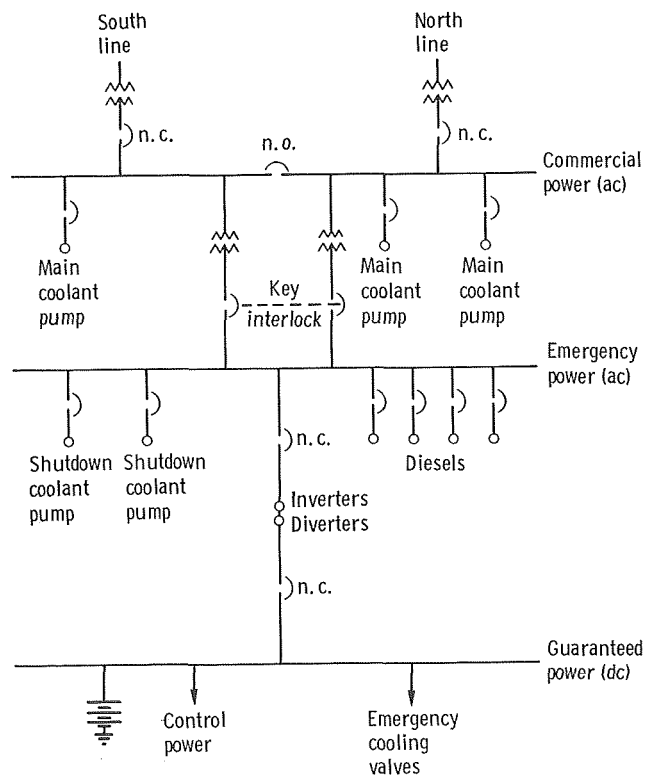 South
line
North
line
n.c.
n.o.
n.c.
Commercial
power (ac)
Main
coolant
pump
Key
interlock
Main
coolant
pump
Main
coolant
pump
Emergency
power (ac)
Shutdown
coolant
pump
Shutdown
coolant
pump
n.c.
Diesels
Inverters
Diverters
n.c.
Guaranteed
power (dc)
Control
power
Emergency
cooling
valves